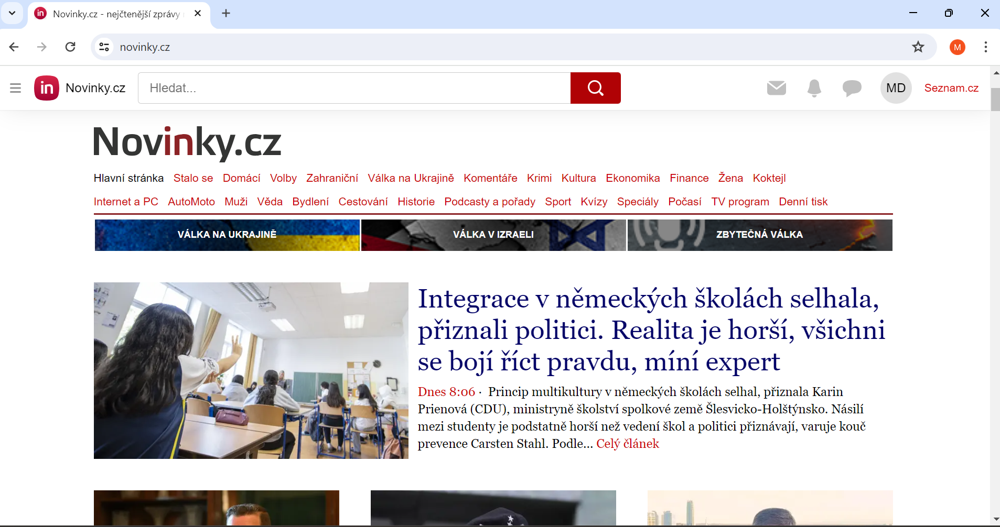 Novinky.cz - nejčtenější zprávy
novinky.cz
M
in Novinky.cz
Hledat...
MD
Seznam.cz
Novinky.cz
Hlavní stránka Stalo se Domácí Volby Zahraniční Válka na Ukrajině Komentáře Krimi Kultura Ekonomika Finance Žena Koktejl
Internet a PC AutoMoto Muži Věda Bydlení Cestování Historie Podcasty a pořady Sport Kvízy Speciály Počasí TV program Denní tisk
VÁLKA NA UKRAJINĚ
VÁLKA V IZRAELI
ZBYTEČNÁ VÁLKA
Integrace v německých školách selhala,
přiznali politici. Realita je horší, všichni
se bojí říct pravdu, míní expert
Dnes 8:06 · Princip multikultury v německých školách selhal, přiznala Karin
Prienová (CDU), ministryně školství spolkové země Šlesvicko-Holštýnsko. Násilí
mezi studenty je podstatně horší než vedení škol a politici přiznávají, varuje kouč
prevence Carsten Stahl. Podle... Celý článek